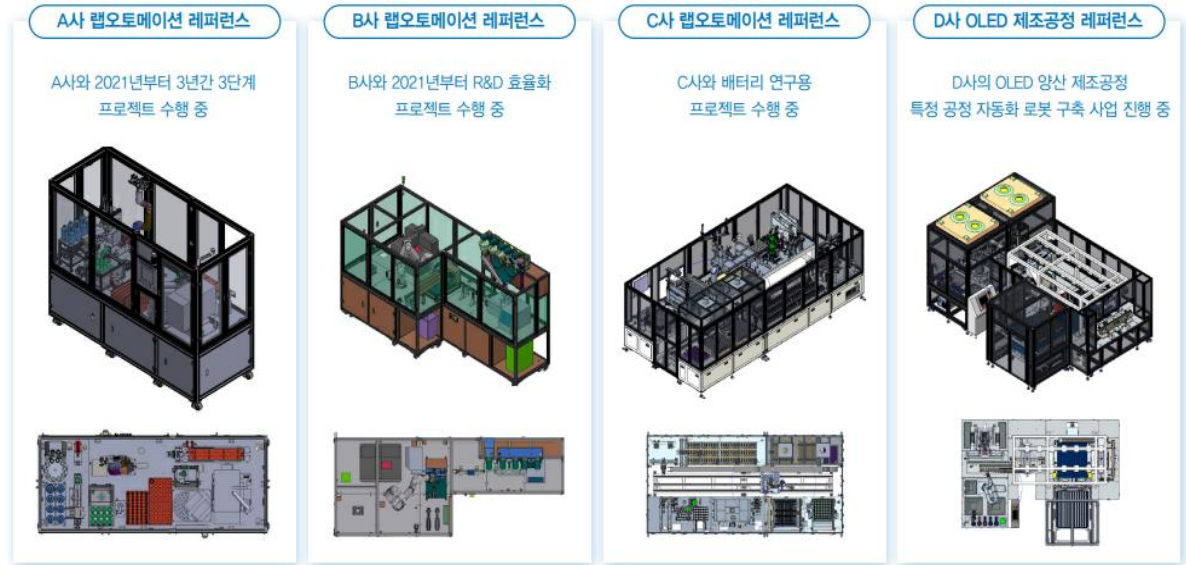 A사 랩오토메이션 레퍼런스
A사와 2021년부터 3년간 3단계
프로젝트 수행 중
B사 랩오토메이션 레퍼런스
B사와 2021년부터 R&D 효율화
프로젝트 수행 중
C사 랩오토메이션 레퍼런스
C사와 배터리 연구용
프로젝트 수행 중
D사 OLED 제조공정 레퍼런스
D사의 OLED 양산 제조공정
특정 공정 자동화 로봇 구축 사업 진행 중